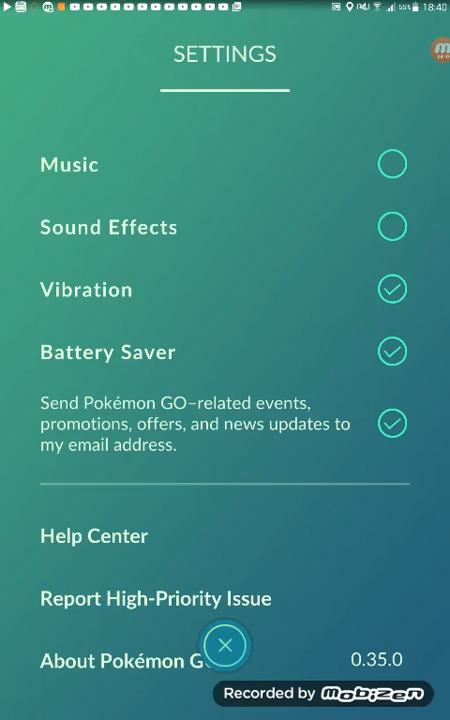 55% 18:40
SETTINGS
Music
Sound Effects
Vibration
Battery Saver
Send Pokémon GO–related events,
promotions, offers, and news updates to
my email address.
Help Center
Report High-Priority Issue
About Pokémon G
0.35.0
Recorded by mobizen